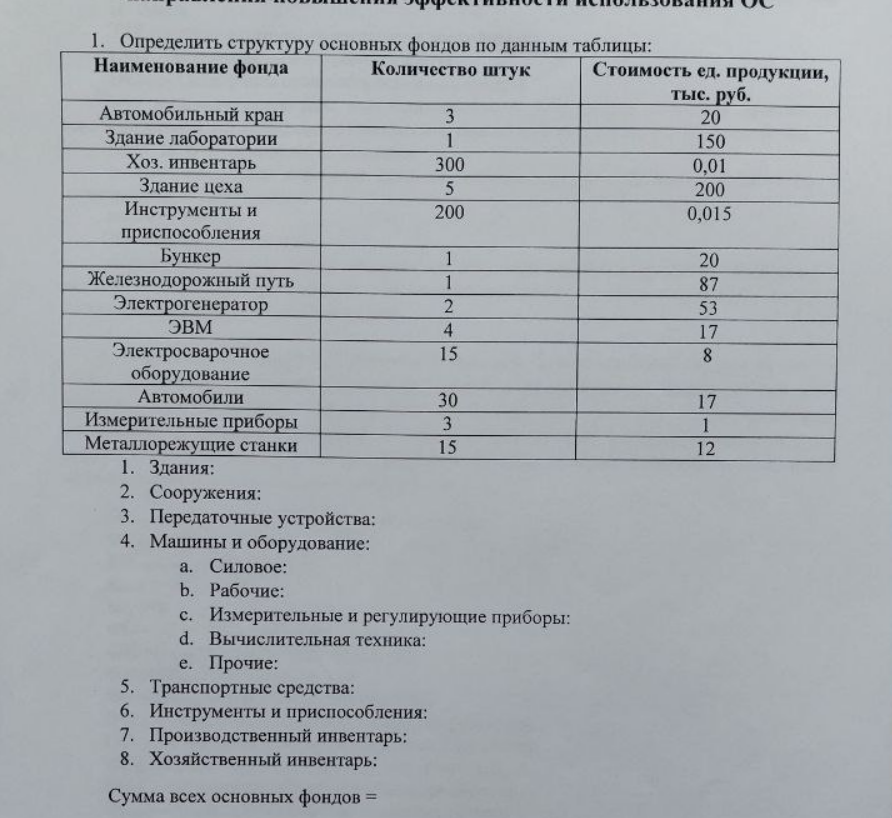 направления повышения эффективности использования ОС
1. Определить структуру основных фондов по данным таблицы:
Наименование фонда Количество штук Стоимость ед. продукции,
тыс. руб.
Автомобильный кран 3 20
Здание лаборатории 1 150
Хоз. инвентарь 300 0,01
Здание цеха 5 200
Инструменты и 200 0,015
приспособления
Бункер 1 20
Железнодорожный путь 1 87
Электрогенератор 2 53
ЭВМ 4 17
Электросварочное 15 8
оборудование
Автомобили 30 17
Измерительные приборы 3 1
Металлорежущие станки 15 12
1. Здания:
2. Сооружения:
3. Передаточные устройства:
4. Машины и оборудование:
a. Силовое:
b. Рабочие:
c. Измерительные и регулирующие приборы:
d. Вычислительная техника:
e. Прочие:
5. Транспортные средства:
6. Инструменты и приспособления:
7. Производственный инвентарь:
8. Хозяйственный инвентарь:
Сумма всех основных фондов =